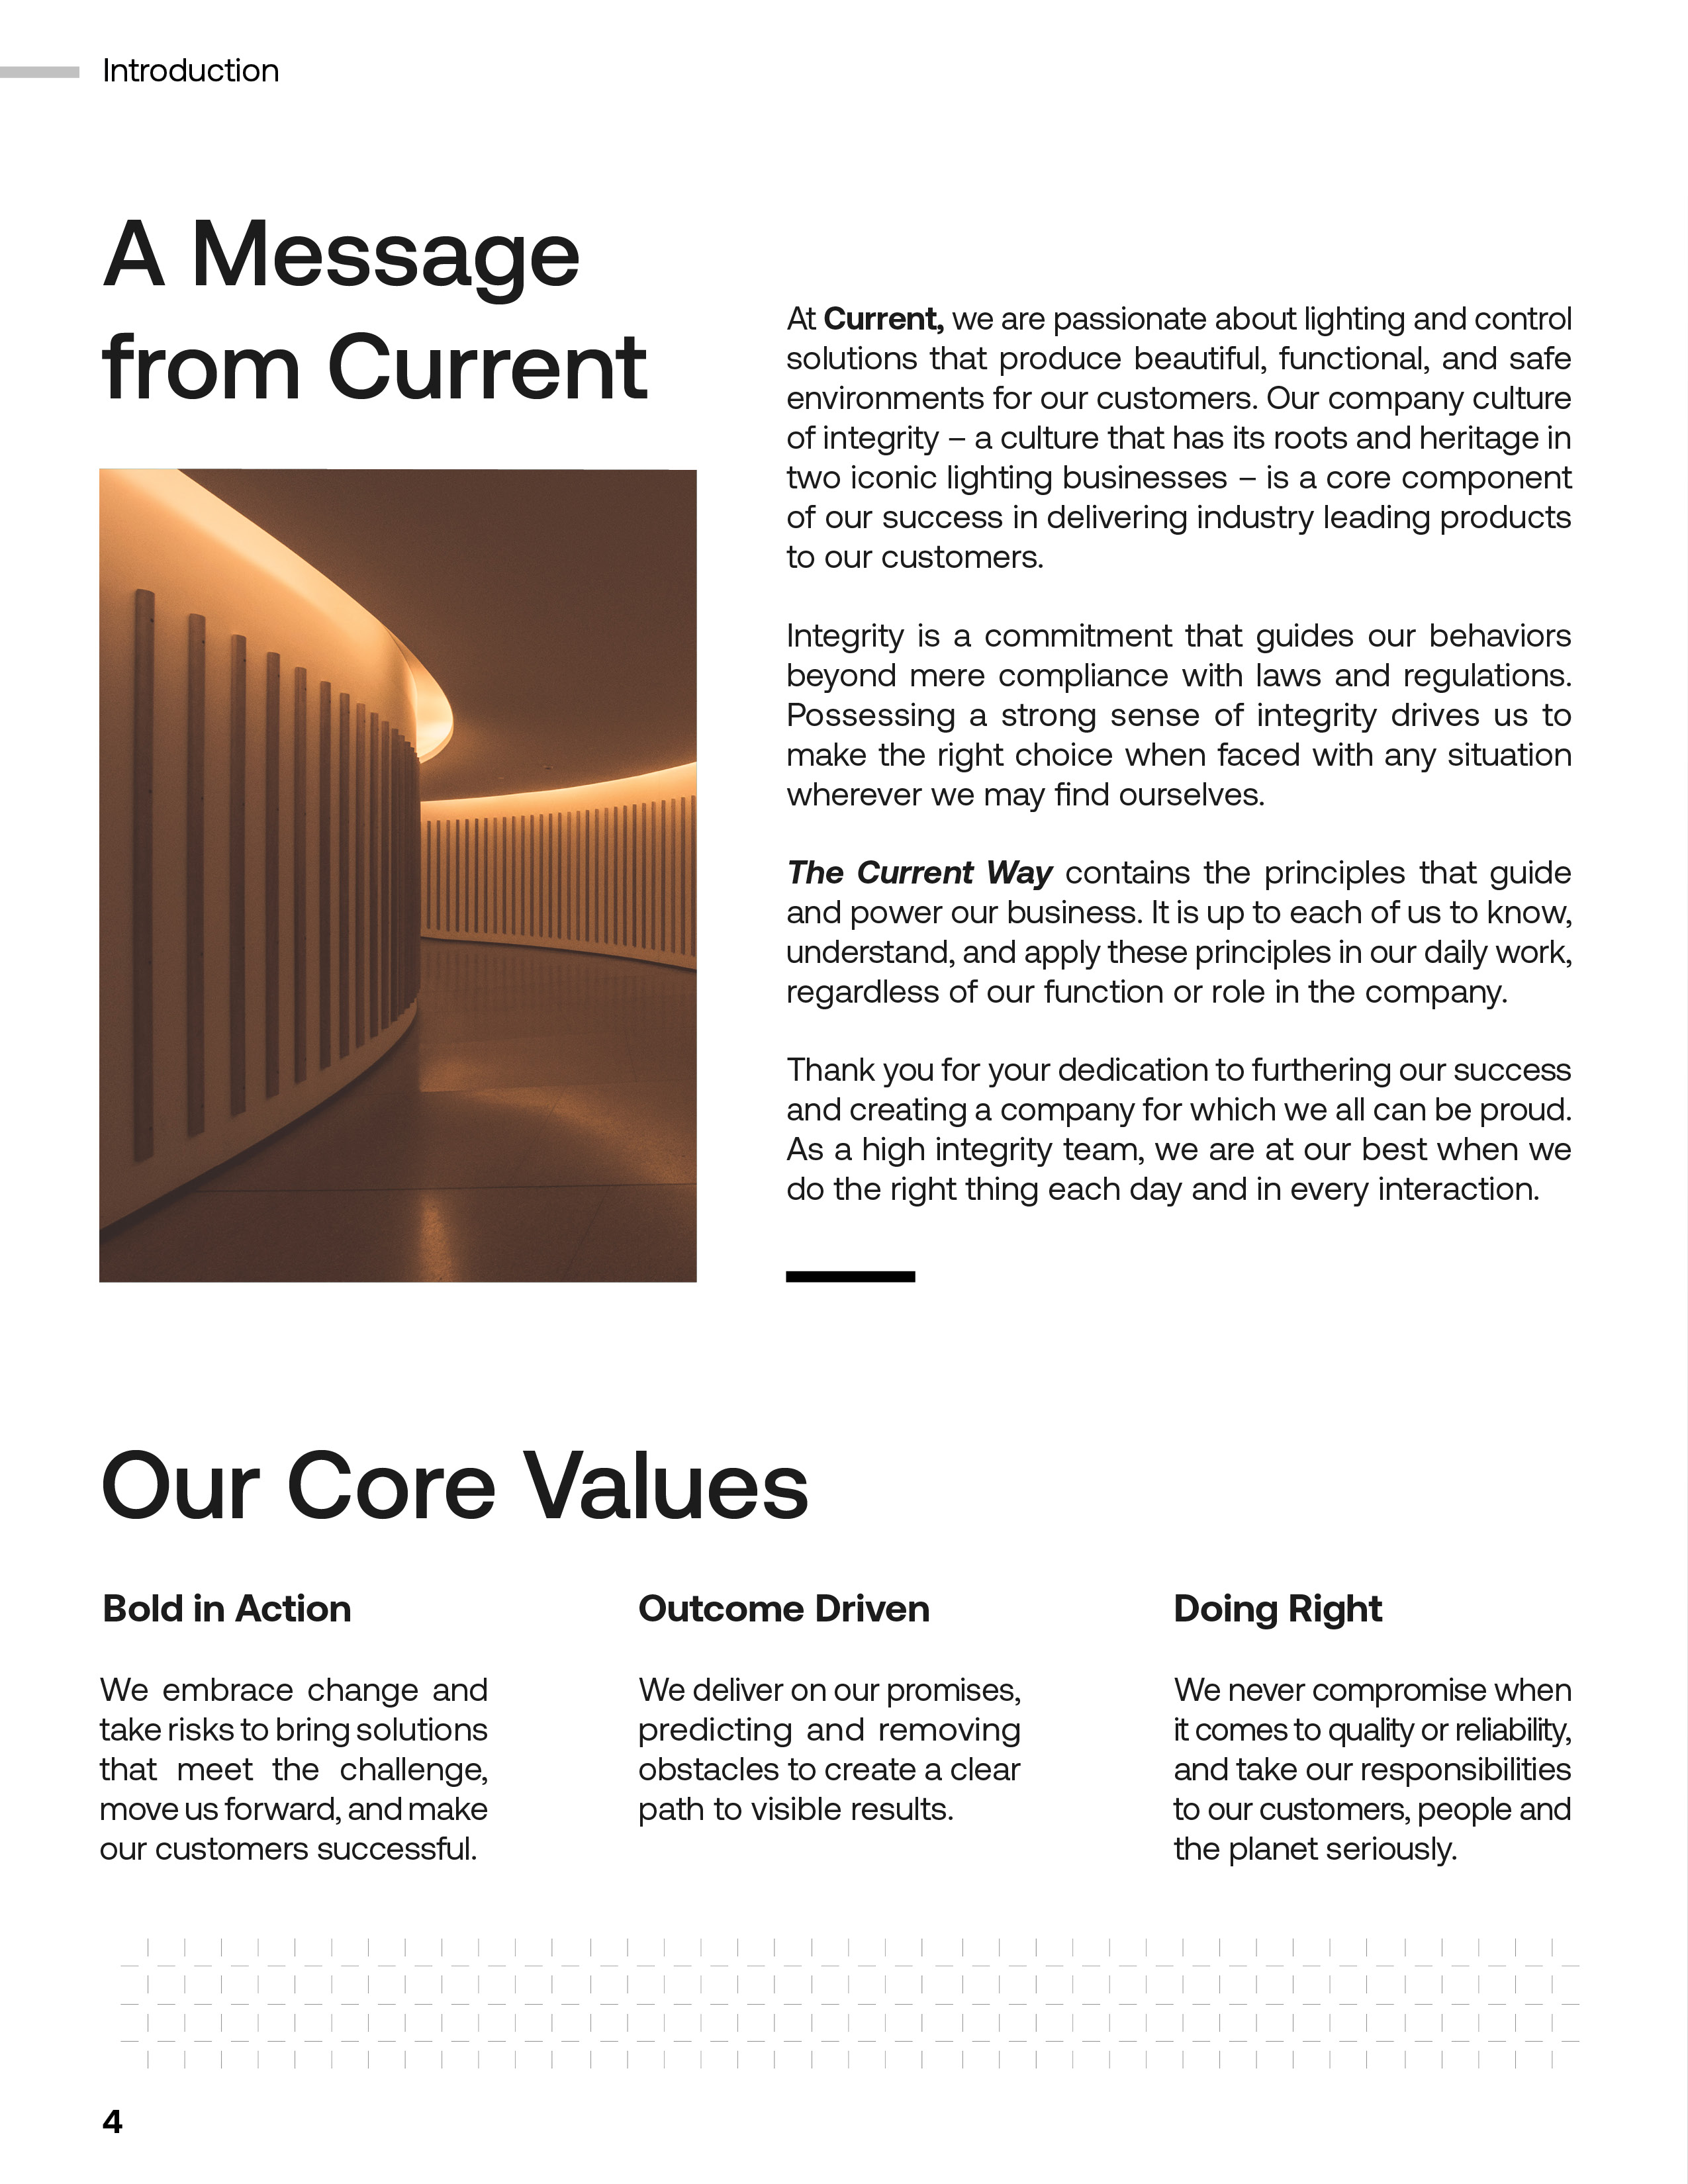 Introduction
A Message
from Current
At Current, we are passionate about lighting and control
solutions that produce beautiful, functional, and safe
environments for our customers. Our company culture
of integrity – a culture that has its roots and heritage in
two iconic lighting businesses – is a core component
of our success in delivering industry leading products
to our customers.
Integrity is a commitment that guides our behaviors
beyond mere compliance with laws and regulations.
Possessing a strong sense of integrity drives us to
make the right choice when faced with any situation
wherever we may find ourselves.
The Current Way contains the principles that guide
and power our business. It is up to each of us to know,
understand, and apply these principles in our daily work,
regardless of our function or role in the company.
Thank you for your dedication to furthering our success
and creating a company for which we all can be proud.
As a high integrity team, we are at our best when we
do the right thing each day and in every interaction.
Our Core Values
Bold in Action
We embrace change and
take risks to bring solutions
that meet the challenge,
move us forward, and make
our customers successful.
Outcome Driven
We deliver on our promises,
predicting and removing
obstacles to create a clear
path to visible results.
Doing Right
We never compromise when
it comes to quality or reliability,
and take our responsibilities
to our customers, people and
the planet seriously.
4